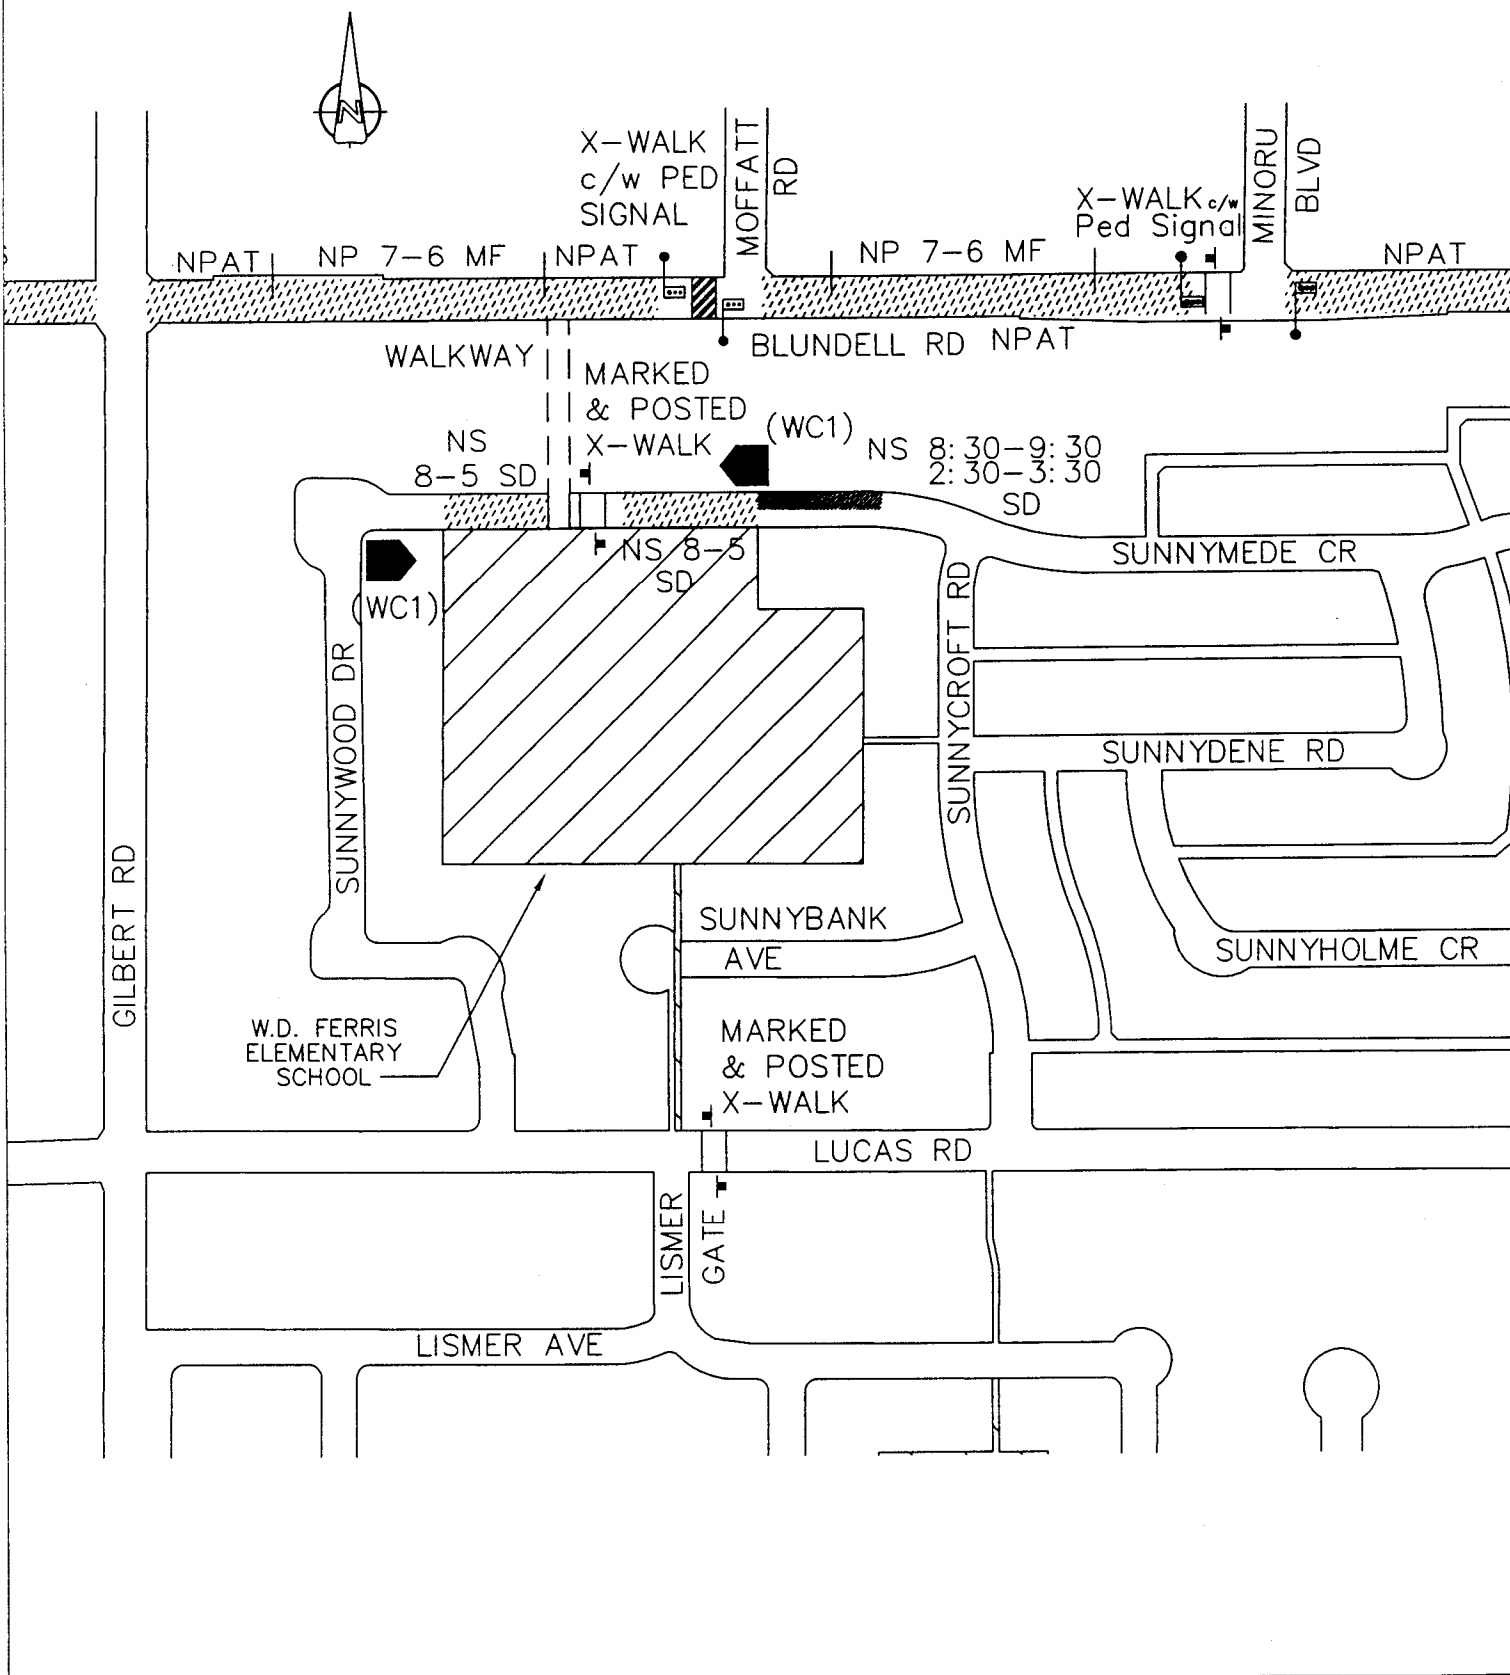 N
X-WALK
c/w PED
SIGNAL
MOFFATT
RD
X-WALK c/w
Ped Signal
MINORU
BLVD
NPAT
NP 7-6 MF
NPAT
NP 7-6 MF
NPAT
BLUNDELL RD NPAT
WALKWAY
MARKED
& POSTED
X-WALK
(WC1)
NS
8-5 SD
NS 8:30-9:30
2:30-3:30
SD
NS 8-5
SD
(WC1)
SUNNYMEDE CR
SUNNYWOOD DR
SUNNYCROFT RD
SUNNYDENE RD
GILBERT RD
SUNNYBANK
AVE
SUNNYHOLME CR
W.D. FERRIS
ELEMENTARY
SCHOOL
MARKED
& POSTED
X-WALK
LUCAS RD
LISMER
GATE
LISMER AVE